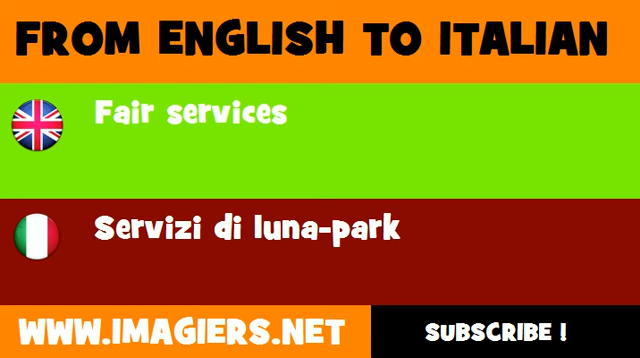 FROM ENGLISH TO ITALIAN
Fair services
Servizi di luna-park
WWW.IMAGIERS.NET
SUBSCRIBE !